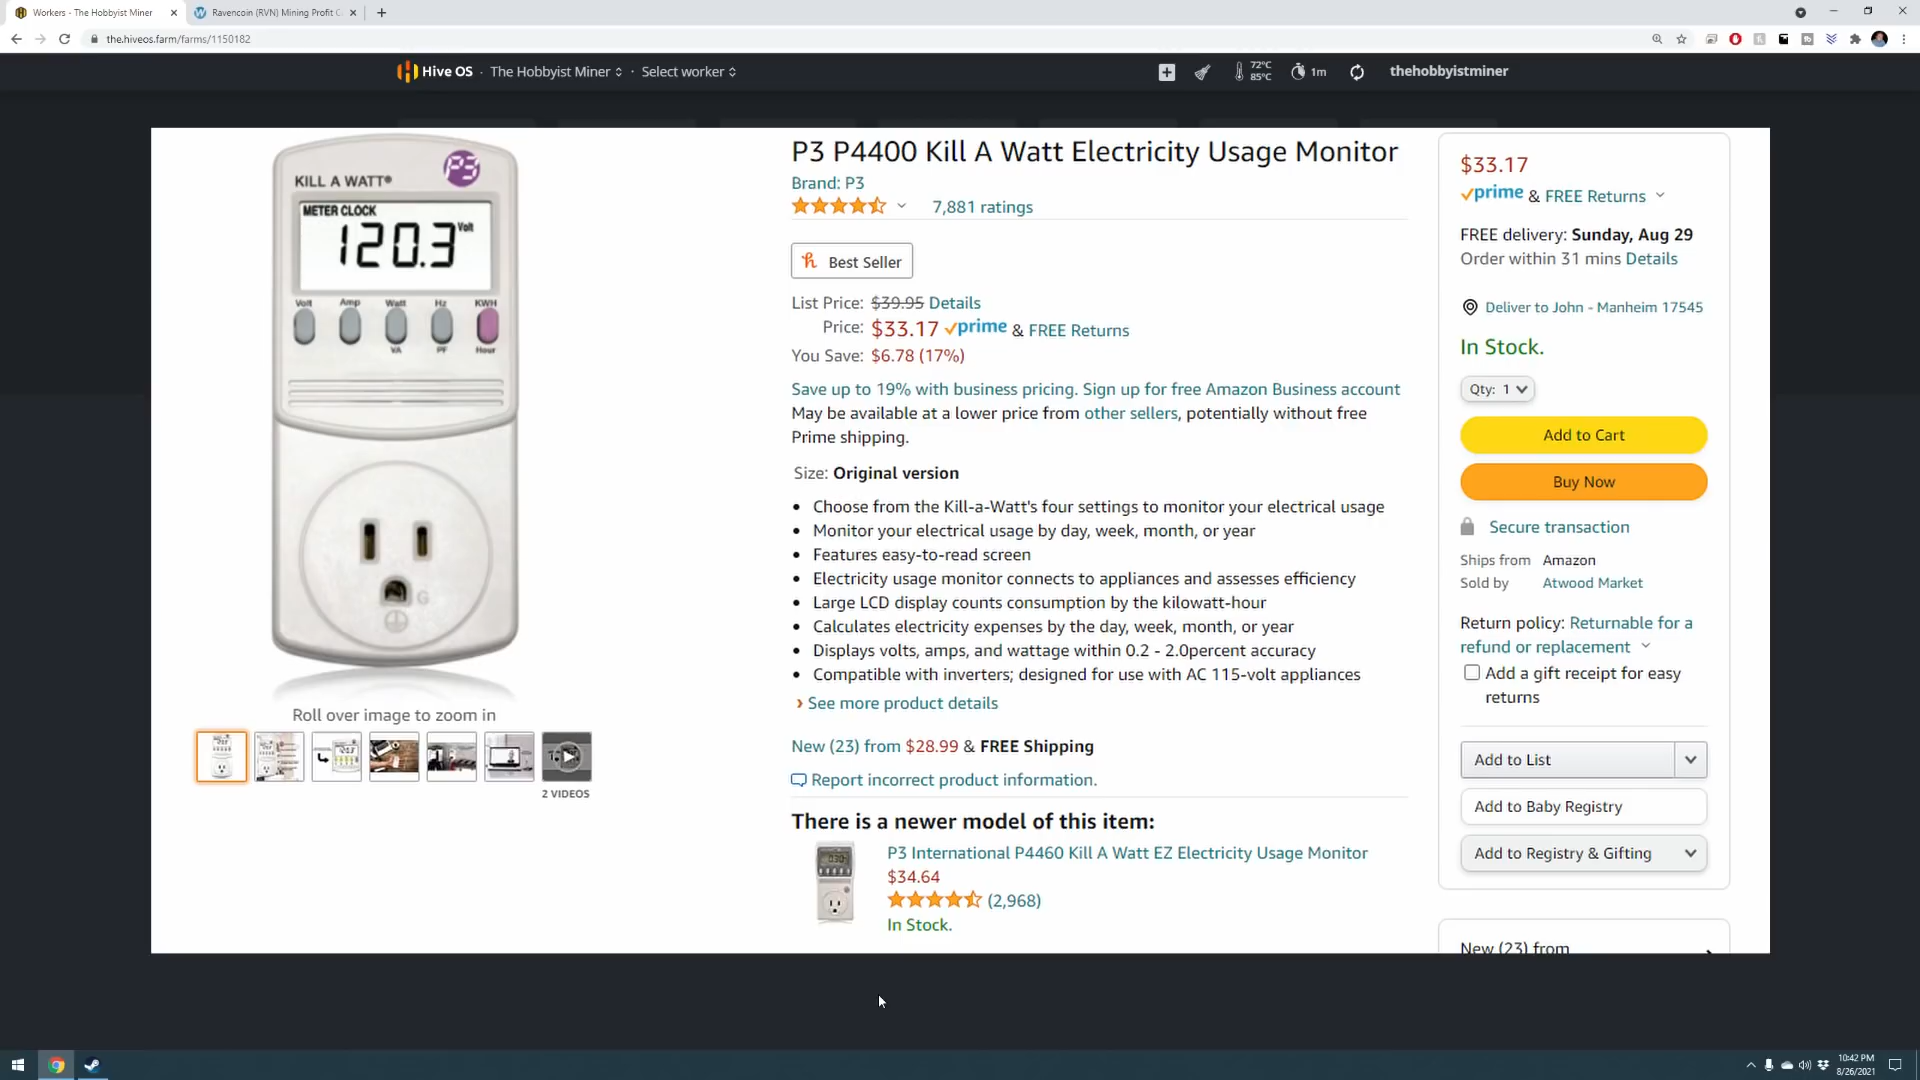 Workers - The Hobbyist Miner
Ravencoin (RVN) Mining Profit C
the.hiveos.farm/farms/1150182
Hive OS · The Hobbyist Miner · Select worker
72°C
85°C
1m
thehobbyistminer
P3
KILL A WATT®
METER CLOCK
120.3 Volt
Volt Amp Watt Hz KWH
VA PF Hour
G
Roll over image to zoom in
2 VIDEOS
P3 P4400 Kill A Watt Electricity Usage Monitor
Brand: P3
7,881 ratings
Best Seller
List Price: $39.95 Details
Price: $33.17 prime & FREE Returns
You Save: $6.78 (17%)
Save up to 19% with business pricing. Sign up for free Amazon Business account
May be available at a lower price from other sellers, potentially without free
Prime shipping.
Size: Original version
• Choose from the Kill-a-Watt's four settings to monitor your electrical usage
• Monitor your electrical usage by day, week, month, or year
• Features easy-to-read screen
• Electricity usage monitor connects to appliances and assesses efficiency
• Large LCD display counts consumption by the kilowatt-hour
• Calculates electricity expenses by the day, week, month, or year
• Displays volts, amps, and wattage within 0.2 - 2.0percent accuracy
• Compatible with inverters; designed for use with AC 115-volt appliances
› See more product details
New (23) from $28.99 & FREE Shipping
Report incorrect product information.
There is a newer model of this item:
P3 International P4460 Kill A Watt EZ Electricity Usage Monitor
$34.64
(2,968)
In Stock.
$33.17
prime & FREE Returns
FREE delivery: Sunday, Aug 29
Order within 31 mins Details
Deliver to John - Manheim 17545
In Stock.
Qty: 1
Add to Cart
Buy Now
Secure transaction
Ships from Amazon
Sold by Atwood Market
Return policy: Returnable for a
refund or replacement
Add a gift receipt for easy
returns
Add to List
Add to Baby Registry
Add to Registry & Gifting
New (23) from
10:42 PM
8/26/2021